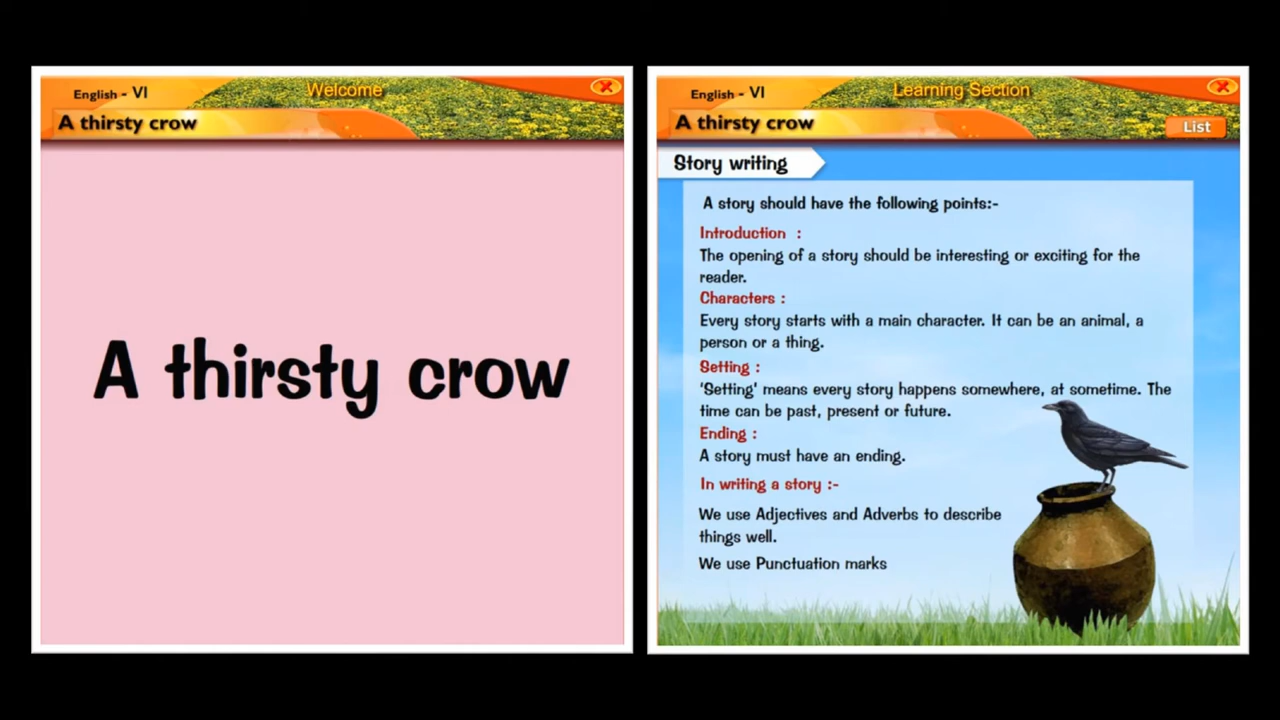 English - VI
Welcome
A thirsty crow
A thirsty crow
English - VI
Learning Section
A thirsty crow
List
Story writing
A story should have the following points:-
Introduction :
The opening of a story should be interesting or exciting for the
reader.
Characters :
Every story starts with a main character. It can be an animal, a
person or a thing.
Setting :
'Setting' means every story happens somewhere, at sometime. The
time can be past, present or future.
Ending :
A story must have an ending.
In writing a story :-
We use Adjectives and Adverbs to describe
things well.
We use Punctuation marks